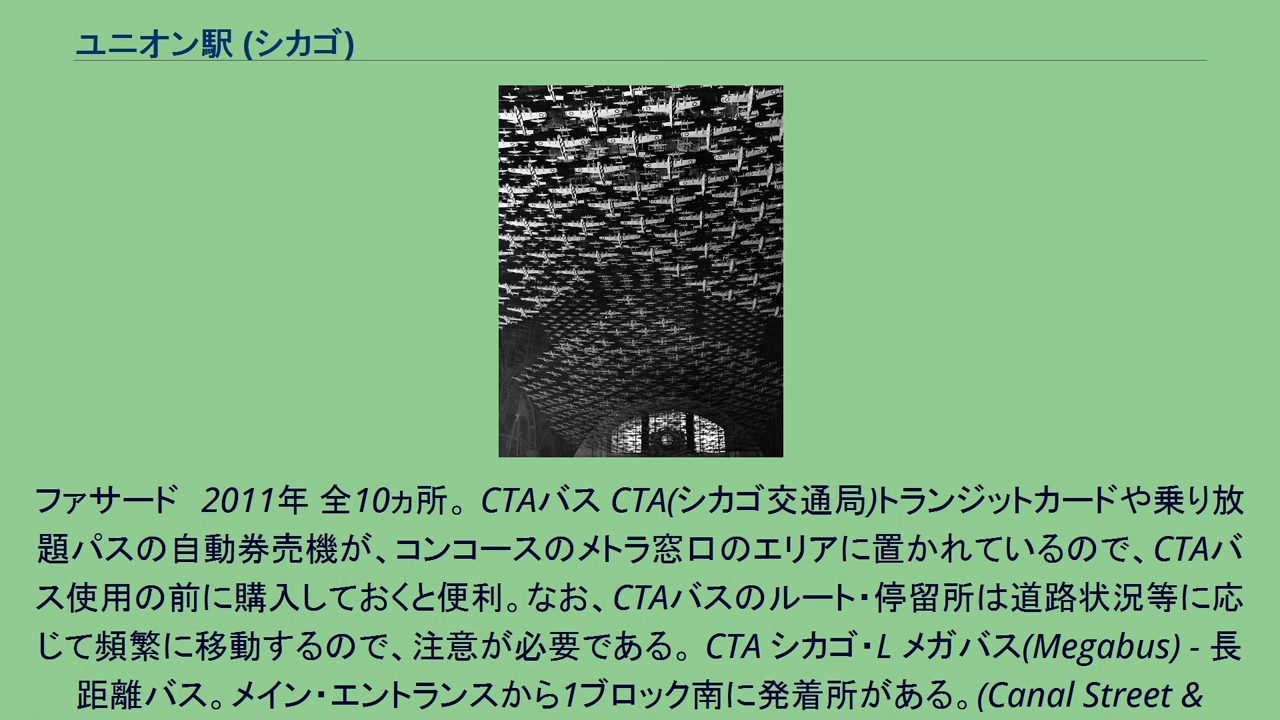 ユニオン駅 (シカゴ)
ファサード　2011年 全10ヵ所。 CTAバス CTA(シカゴ交通局)トランジットカードや乗り放
題パスの自動券売機が、コンコースのメトラ窓口のエリアに置かれているので、CTAバ
ス使用の前に購入しておくと便利。なお、CTAバスのルート・停留所は道路状況等に応
じて頻繁に移動するので、注意が必要である。 CTA シカゴ・L メガバス(Megabus) - 長
距離バス。メイン・エントランスから1ブロック南に発着所がある。(Canal Street &